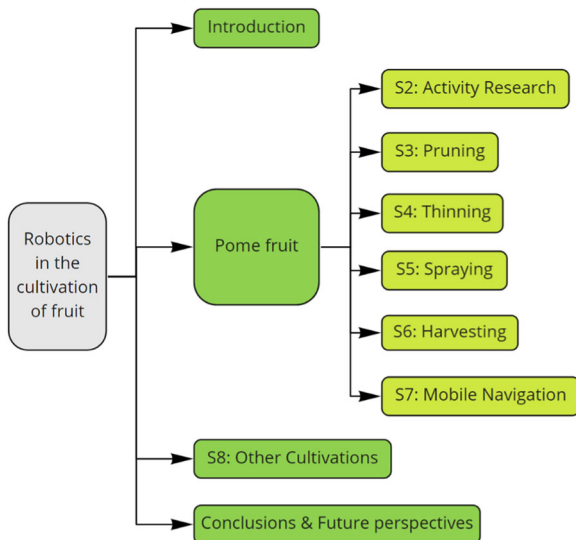 Introduction
S2: Activity Research
S3: Pruning
S4: Thinning
Robotics
in the
cultivation
of fruit
Pome fruit
S5: Spraying
S6: Harvesting
S7: Mobile Navigation
S8: Other Cultivations
Conclusions & Future perspectives